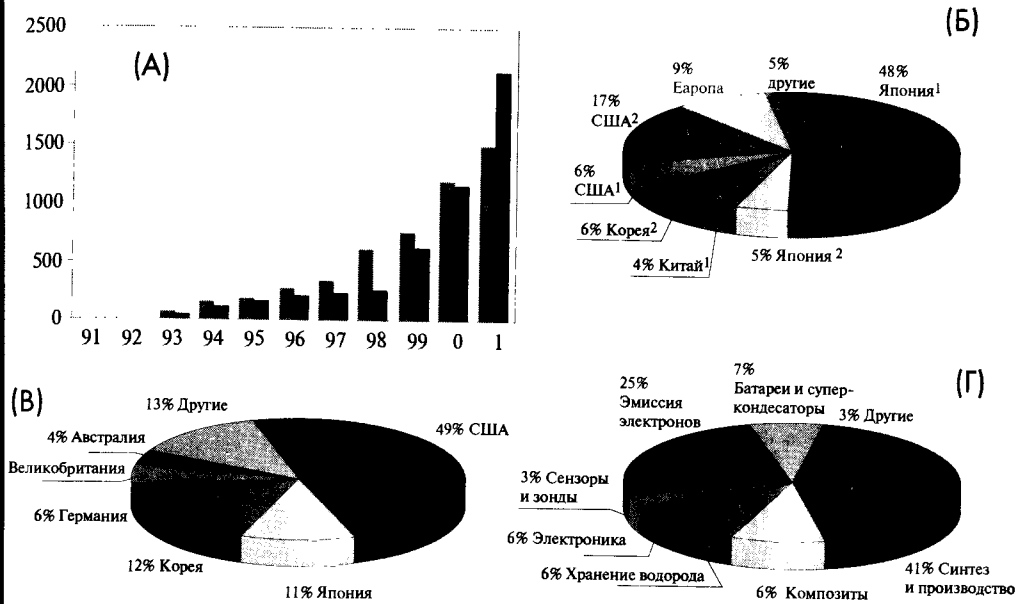 (А)
2500
2000
1500
1000
500
0
91 92 93 94 95 96 97 98 99 0 1
(Б)
9%
Еаропа
5%
другие
48%
Япония1
17%
США2
6%
США1
6% Корея2
4% Китай1
5% Япония 2
(В)
13% Другие
49% США
4% Австралия
Великобритания
6% Германия
12% Корея
11% Япония
(Г)
7%
Батареи и супер-
кондесаторы
25%
Эмиссия
электронов
3% Другие
3% Сенсоры
и зонды
6% Электроника
6% Хранение водорода
6% Композиты
41% Синтез
и производство